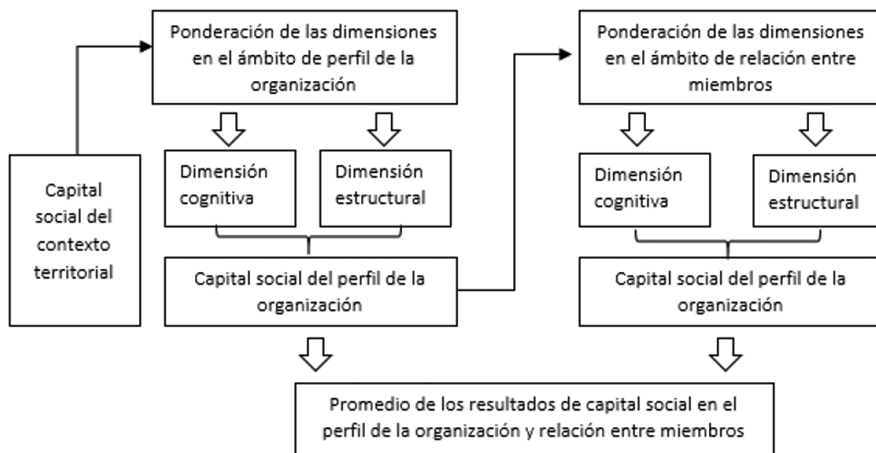 Capital
social del
contexto
territorial
Ponderación de las dimensiones
en el ámbito de perfil de la
organización
Dimensión
cognitiva
Dimensión
estructural
Capital social del perfil de la
organización
Ponderación de las dimensiones
en el ámbito de relación entre
miembros
Dimensión
cognitiva
Dimensión
estructural
Capital social del perfil de la
organización
Promedio de los resultados de capital social en el
perfil de la organización y relación entre miembros